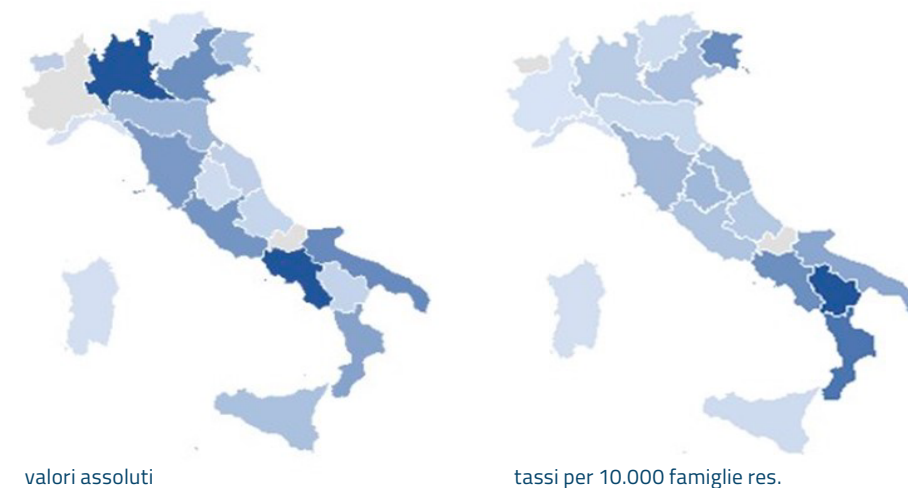 valori assoluti
tassi per 10.000 famiglie res.